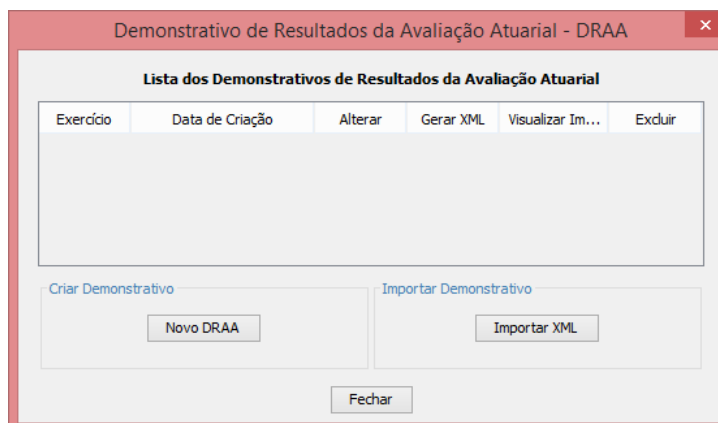 Demonstrativo de Resultados da Avaliação Atuarial - DRAA
Lista dos Demonstrativos de Resultados da Avaliação Atuarial
Exercício Data de Criação Alterar Gerar XML Visualizar Im... Excluir
Criar Demonstrativo Importar Demonstrativo
Novo DRAA Importar XML
Fechar